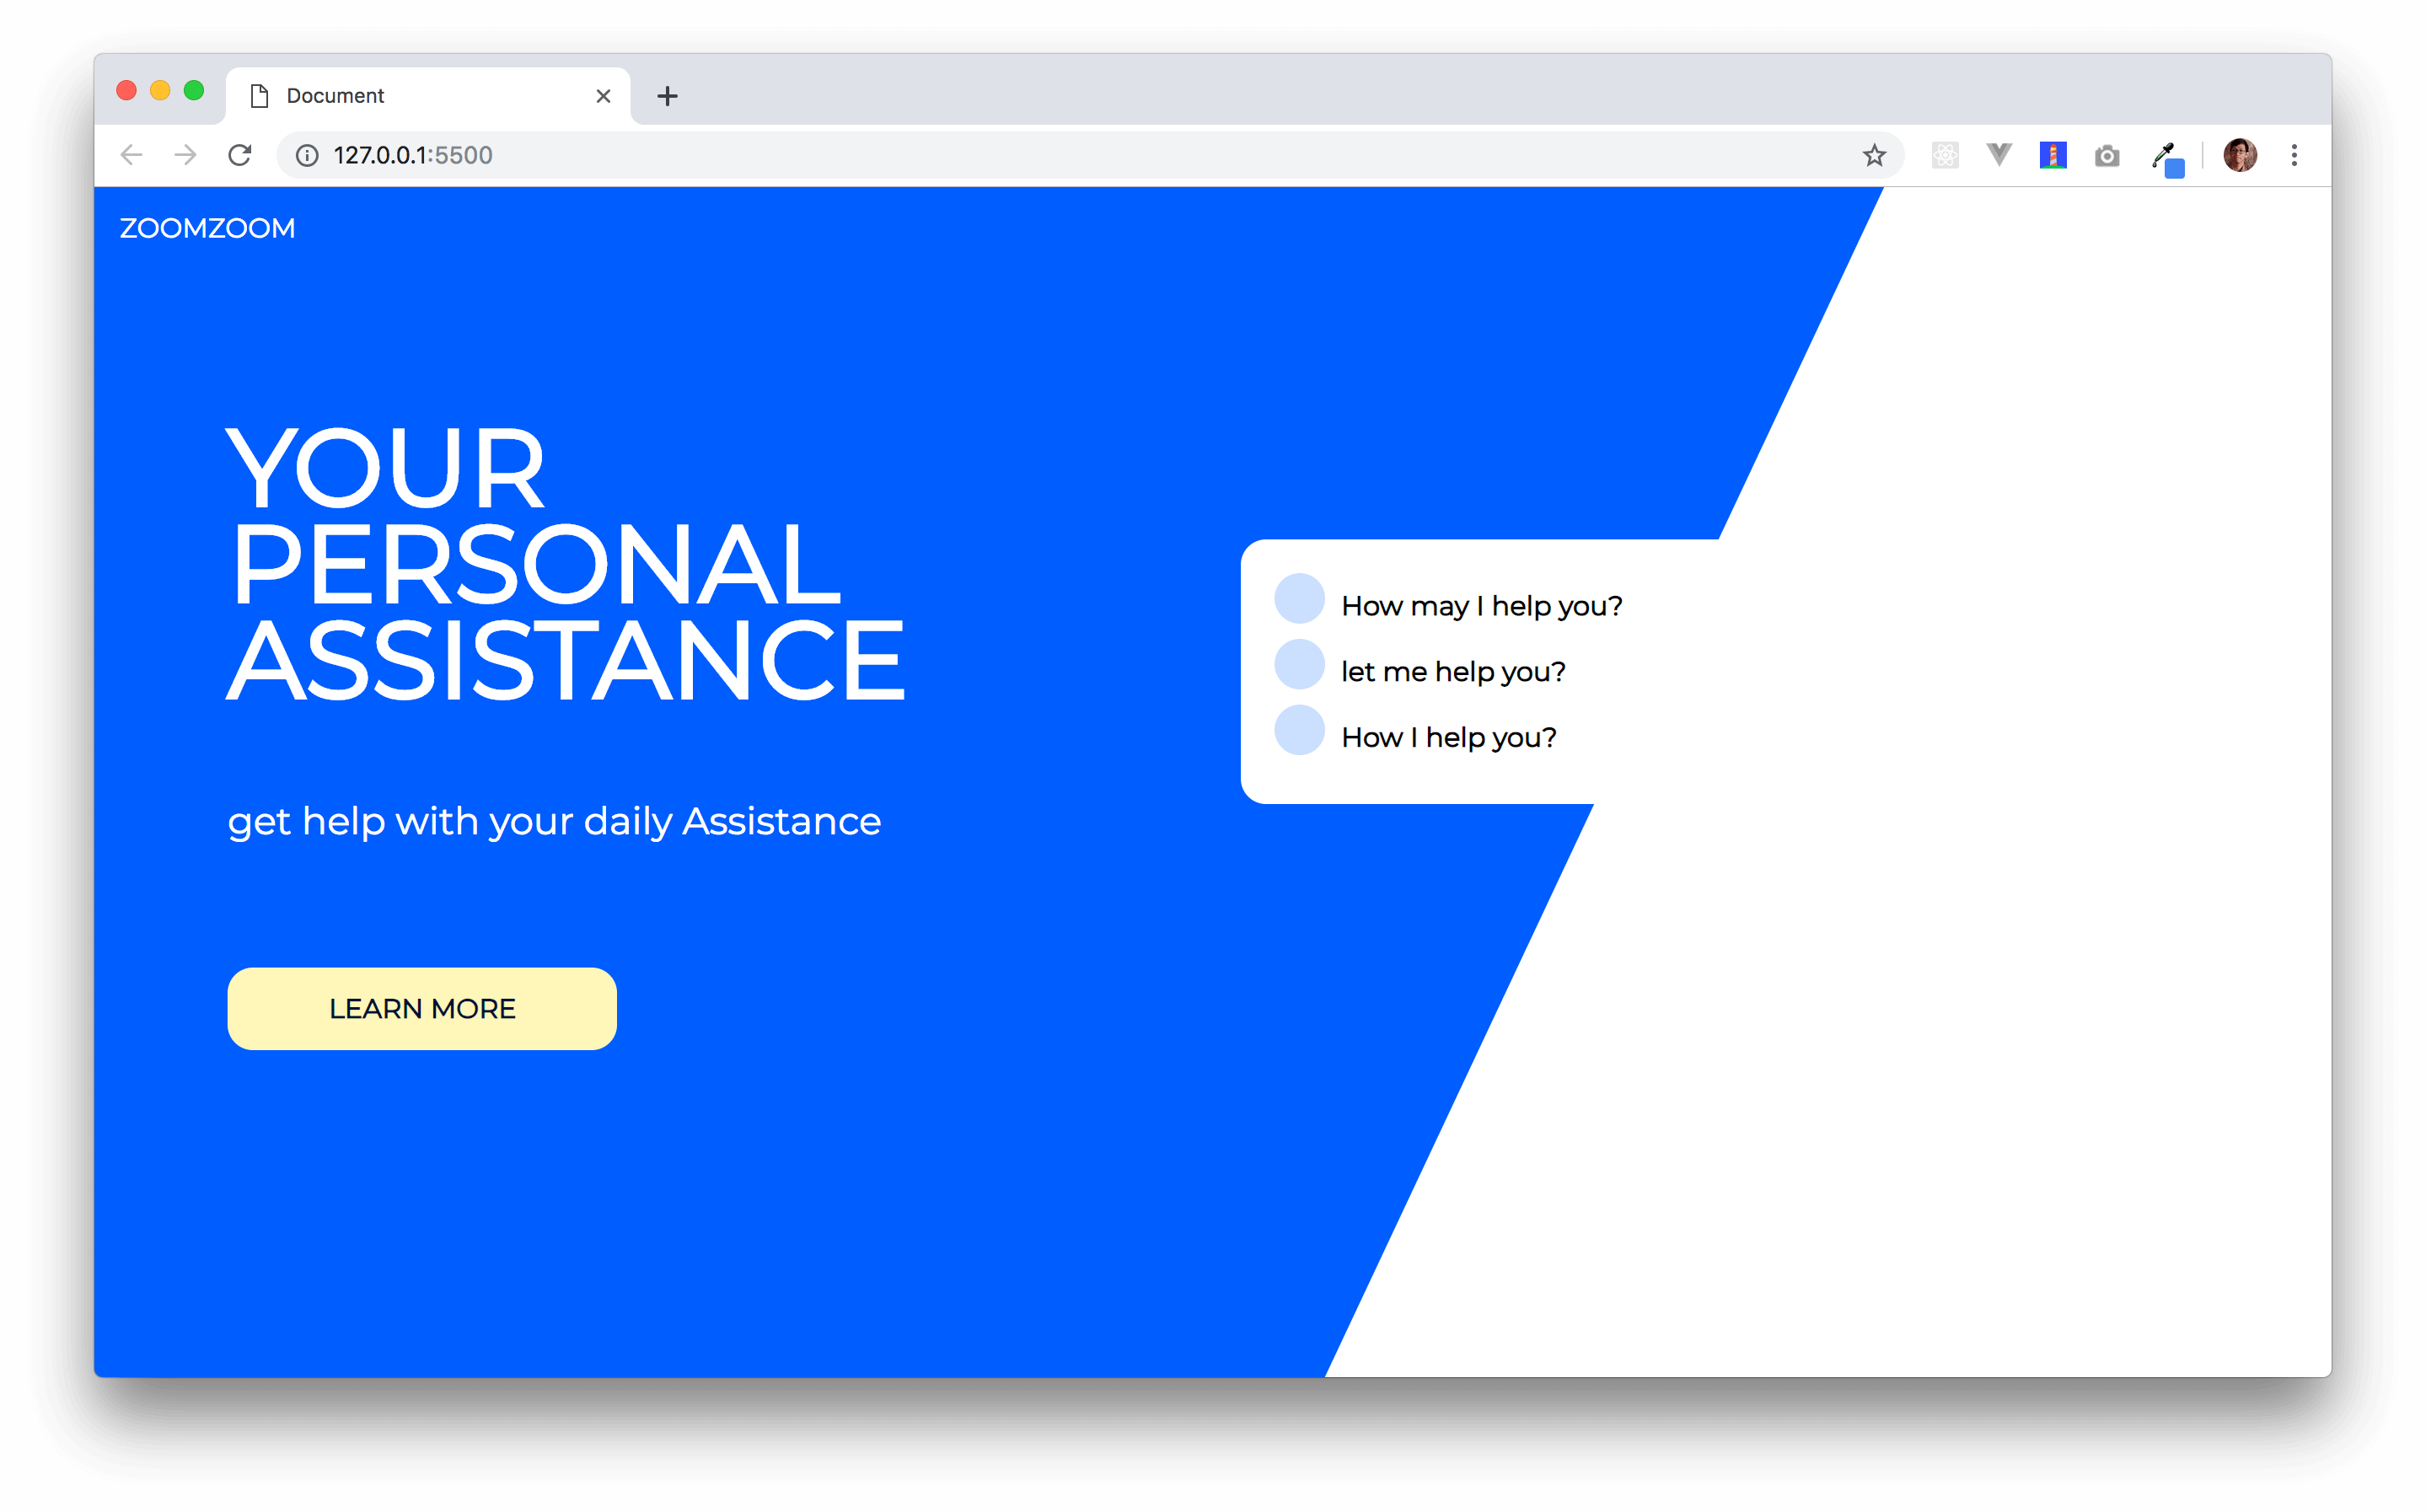 Document
127.0.0.1:5500
ZOOMZOOM
YOUR
PERSONAL
ASSISTANCE
get help with your daily Assistance
LEARN MORE
How may I help you?
let me help you?
How I help you?